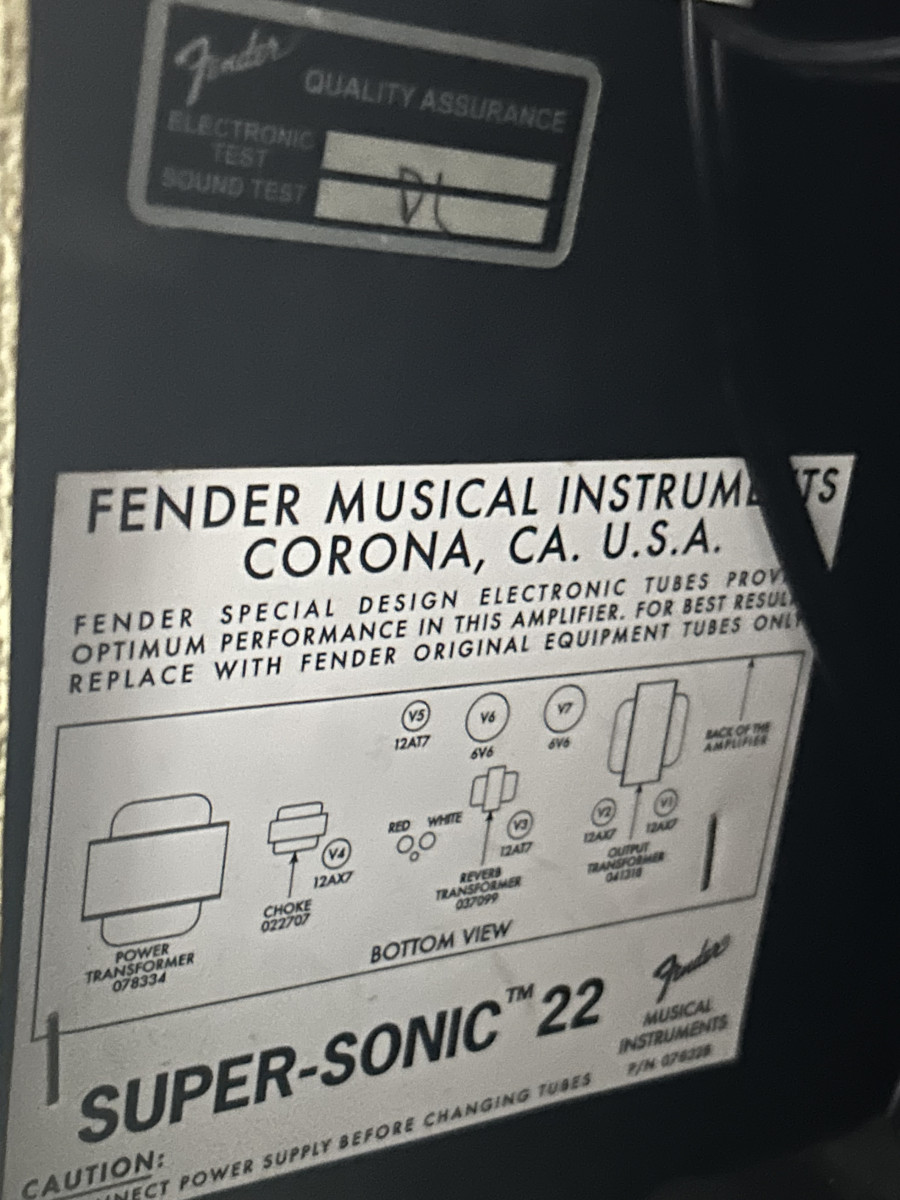 Fender
QUALITY ASSURANCE
ELECTRONIC
TEST
SOUND TEST
DL
FENDER MUSICAL INSTRUMENTS
CORONA, CA. U.S.A.
FENDER SPECIAL DESIGN ELECTRONIC TUBES PROV
OPTIMUM PERFORMANCE IN THIS AMPLIFIER. FOR BEST RESUL
REPLACE WITH FENDER ORIGINAL EQUIPMENT TUBES ONLY
V5
12AT7
V6
6V6
V7
6V6
BACK OF THE
AMPLIFIER
RED WHITE
V4
12AX7
V3
12AT7
V2
12AX7
V1
12AX7
POWER
TRANSFORMER
078334
CHOKE
022707
REVERB
TRANSFORMER
037099
OUTPUT
TRANSFORMER
041318
BOTTOM VIEW
SUPER-SONIC™ 22
Fender
MUSICAL
INSTRUMENTS
P/N
CAUTION:
NNECT POWER SUPPLY BEFORE CHANGING TUBES